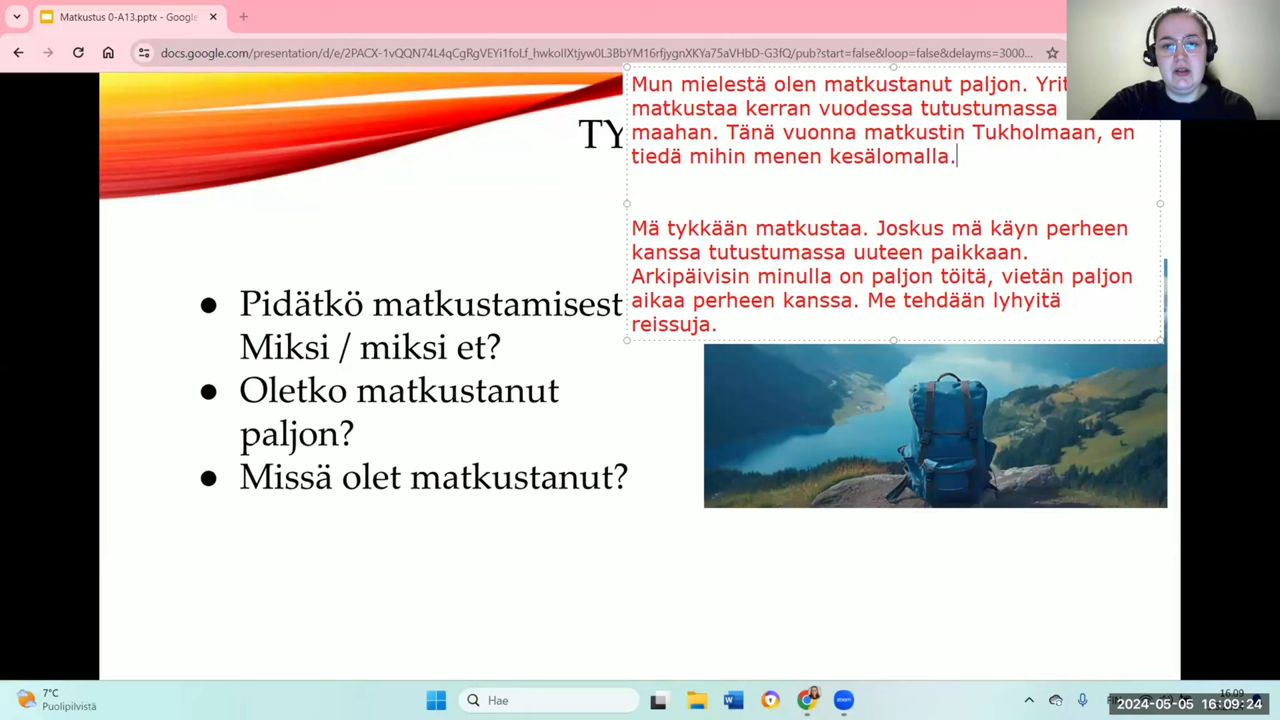 Matkustus 0-A13.pptx - Google
docs.google.com/presentation/d/e/2PACX-1vQQN74L4qCgRgVEYi1foLf_hwkoIIXtjyw0L3BbYM16rfjygnXKYa75aVHbD-G3fQ/pub?start=false&loop=false&delayms=3000...
Mun mielestä olen matkustanut paljon.
matkustaa kerran vuodessa tutustumassa
maahan. Tänä vuonna matkustin Tukholmaan, en
tiedä mihin menen kesälomalla.
Mä tykkään matkustaa. Joskus mä käyn perheen
kanssa tutustumassa uuteen paikkaan.
Arkipäivisin minulla on paljon töitä, vietän paljon
aikaa perheen kanssa. Me tehdään lyhyitä
reissuja.
TY
● Pidätkö matkustamisest
Miksi / miksi et?
● Oletko matkustanut
paljon?
● Missä olet matkustanut?
7°C
Puolipilvistä
Hae
zoom
16.09
2024-05-05 16:09:24